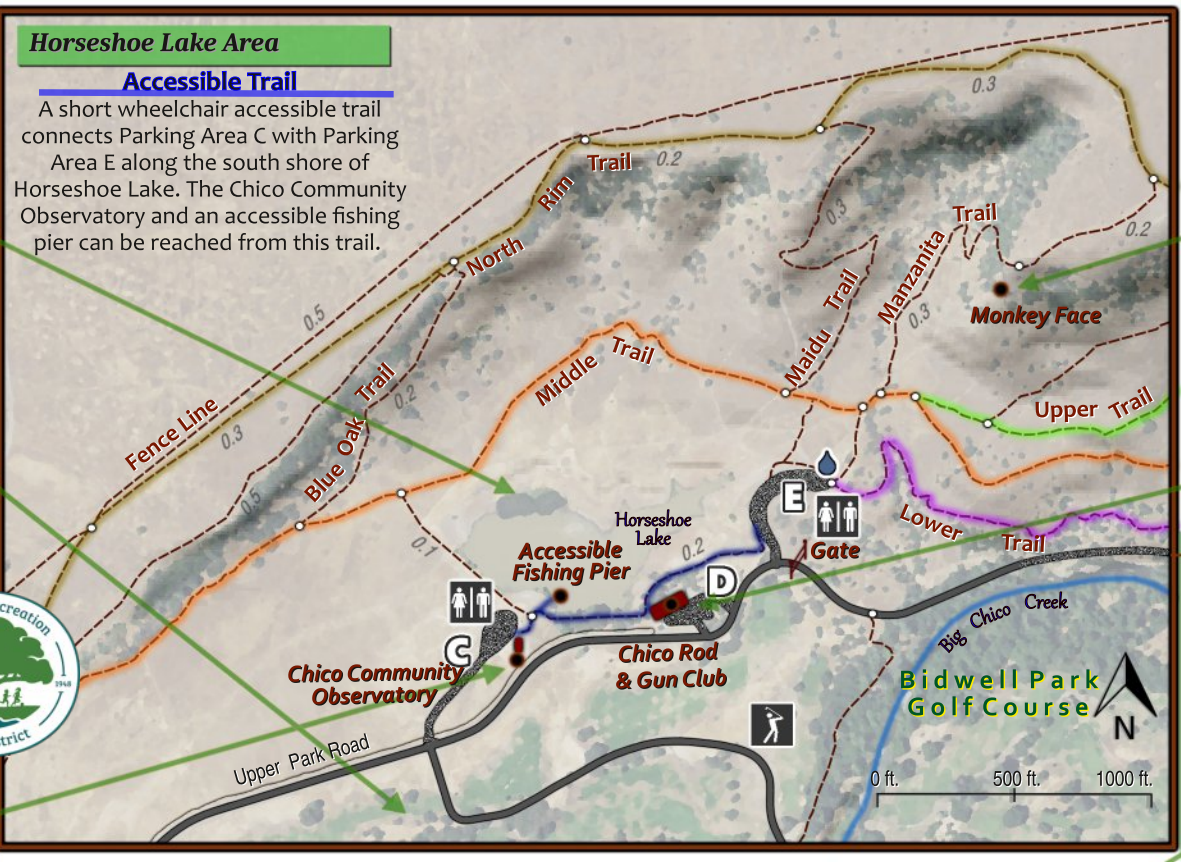 Horseshoe Lake Area
Accessible Trail
A short wheelchair accessible trail
connects Parking Area C with Parking
Area E along the south shore of
Horseshoe Lake. The Chico Community
Observatory and an accessible fishing
pier can be reached from this trail.
0.3
Trail
0.2
Rim
North
0.3
Trail
0.2
Manzanita
0.3
Monkey Face
Maidu Trail
0.5
Fence Line
0.3
Middle Trail
Blue Oak Trail
0.2
0.5
Upper Trail
E
Horseshoe
Lake
Lower Trail
0.1
Accessible
Fishing Pier
0.2
Gate
D
C
Chico Rod
& Gun Club
Chico Community
Observatory
Big Chico Creek
Bidwell Park
Golf Course
N
Upper Park Road
0 ft. 500 ft. 1000 ft.
creation
1948
strict